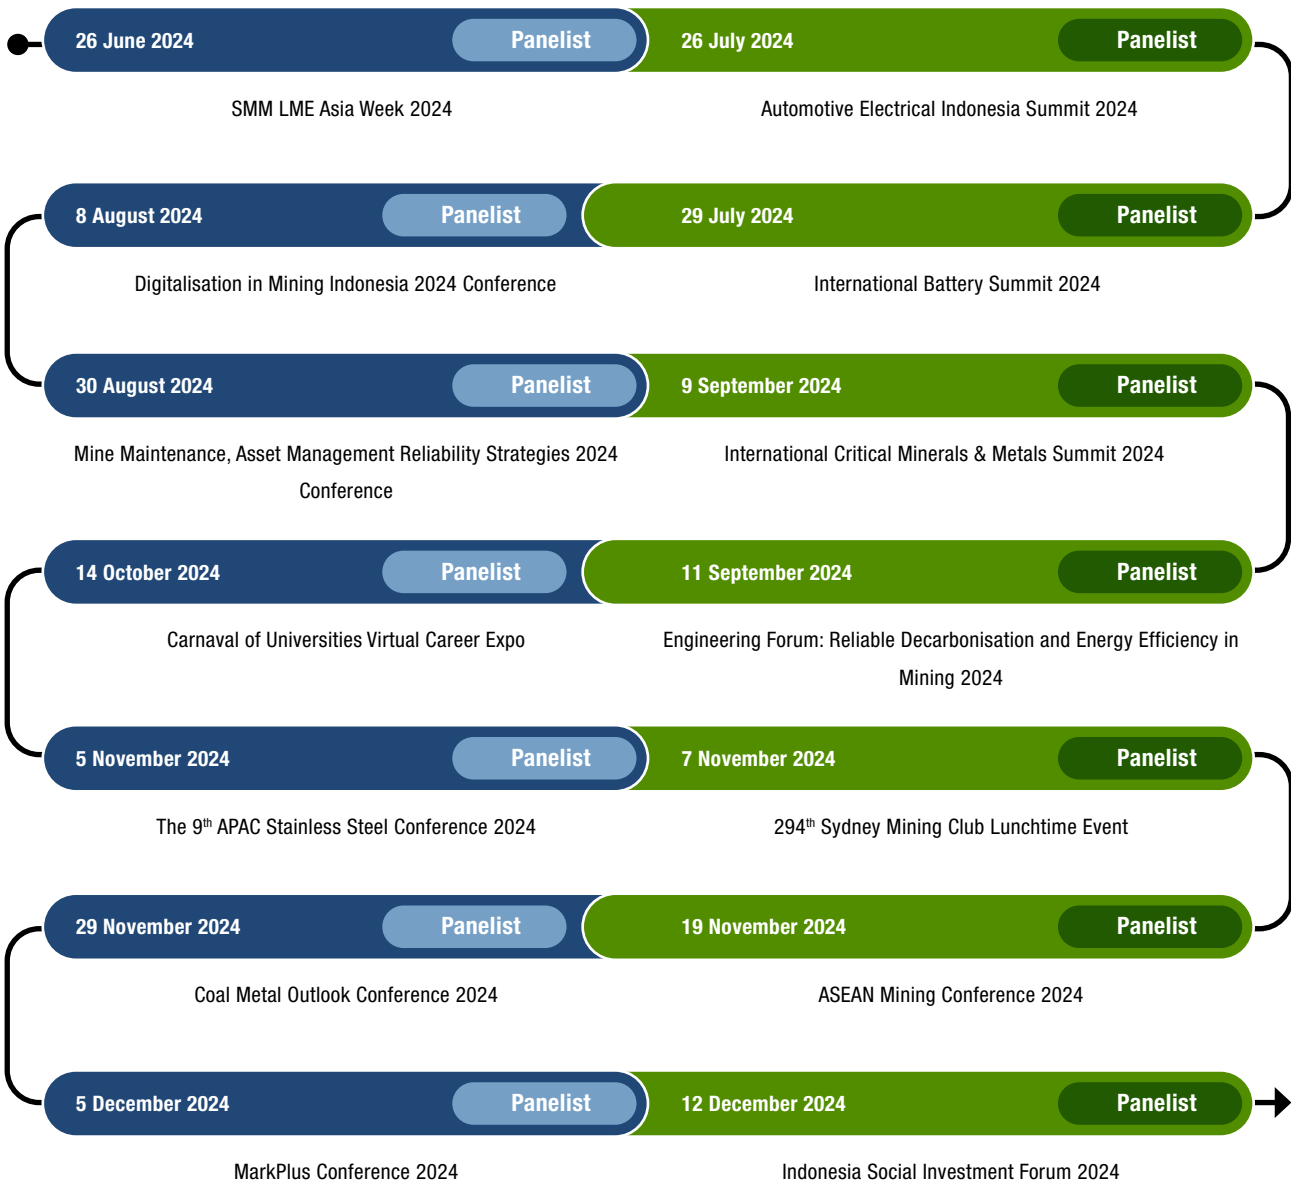 26 June 2024 Panelist
SMM LME Asia Week 2024
26 July 2024 Panelist
Automotive Electrical Indonesia Summit 2024
29 July 2024 Panelist
International Battery Summit 2024
8 August 2024 Panelist
Digitalisation in Mining Indonesia 2024 Conference
30 August 2024 Panelist
Mine Maintenance, Asset Management Reliability Strategies 2024
Conference
9 September 2024 Panelist
International Critical Minerals & Metals Summit 2024
11 September 2024 Panelist
Engineering Forum: Reliable Decarbonisation and Energy Efficiency in
Mining 2024
14 October 2024 Panelist
Carnaval of Universities Virtual Career Expo
5 November 2024 Panelist
The 9th APAC Stainless Steel Conference 2024
7 November 2024 Panelist
294th Sydney Mining Club Lunchtime Event
19 November 2024 Panelist
ASEAN Mining Conference 2024
29 November 2024 Panelist
Coal Metal Outlook Conference 2024
5 December 2024 Panelist
MarkPlus Conference 2024
12 December 2024 Panelist
Indonesia Social Investment Forum 2024